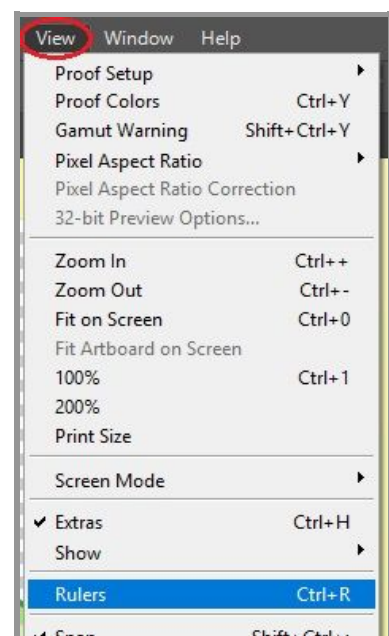 View Window Help
Proof Setup
Proof Colors Ctrl+Y
Gamut Warning Shift+Ctrl+Y
Pixel Aspect Ratio
Pixel Aspect Ratio Correction
32-bit Preview Options...
Zoom In Ctrl++
Zoom Out Ctrl+-
Fit on Screen Ctrl+0
Fit Artboard on Screen
100% Ctrl+1
200%
Print Size
Screen Mode
Extras Ctrl+H
Show
Rulers Ctrl+R